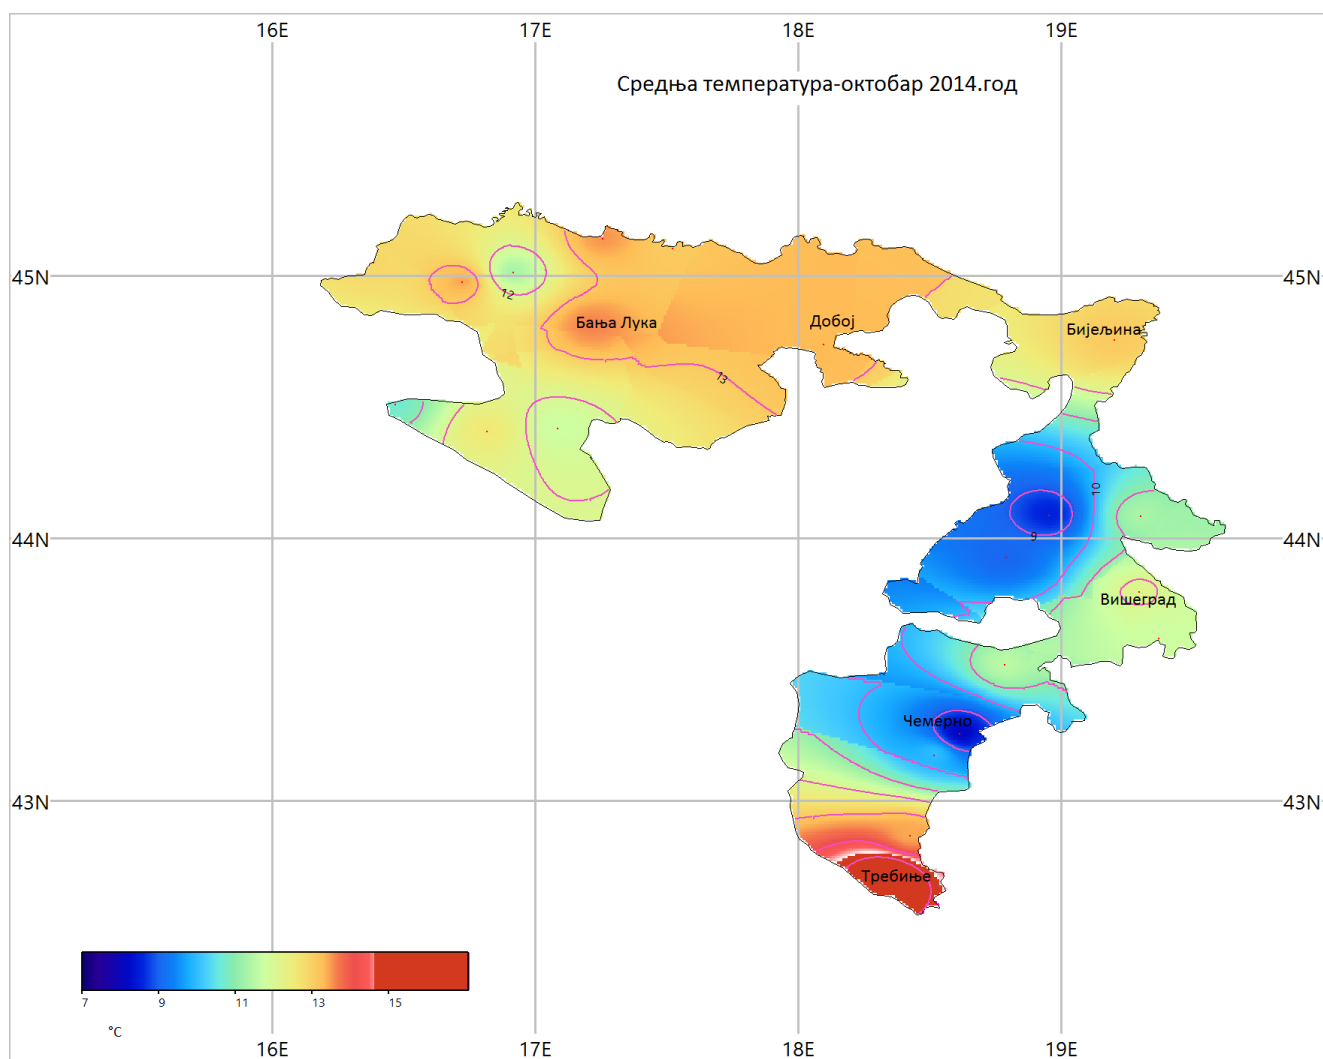 16E 17E 18E 19E
Средња температура-октобар 2014.год
45N 45N
12
Бања Лука Добој Бијељина
13
10
9
44N 44N
Вишеград
Чемерно
43N 43N
Требиње
7 9 11 13 15
°C
16E 17E 18E 19E